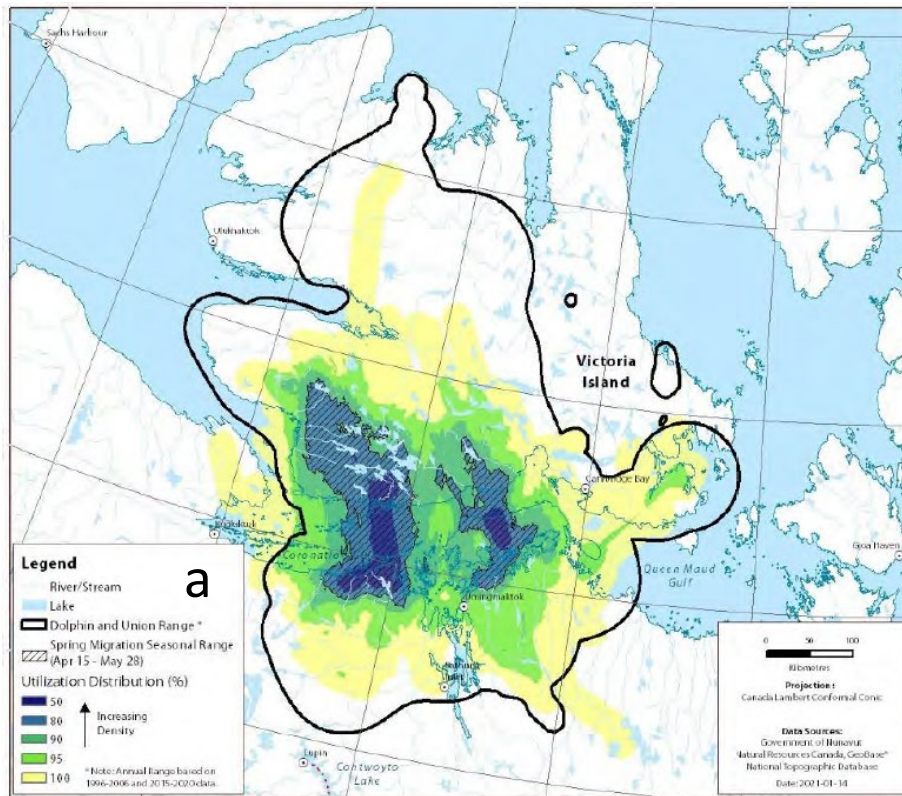 Sachs Harbour
Ulukhaktok
Victoria
Island
Cambridge Bay
Kugluktuk
Coronation
Queen Maud
Gulf
Gjoa Haven
Umingmaktok
Inlet
Lupin
Contwoyto
Lake
a
Legend
River/Stream
Lake
Dolphin and Union Range *
Spring Migration Seasonal Range
(Apr 15 - May 28)
Utilization Distribution (%)
50
80
90
95
100
Increasing
Density
* Note: Annual Range based on
1996-2006 and 2015-2020 data.
0 50 100
Kilometres
Projection:
Canada Lambert Conformal Conic
Data Sources:
Government of Nunavut
Natural Resources Canada, GeoBase®
National Topographic Database
Date: 2021-01-14